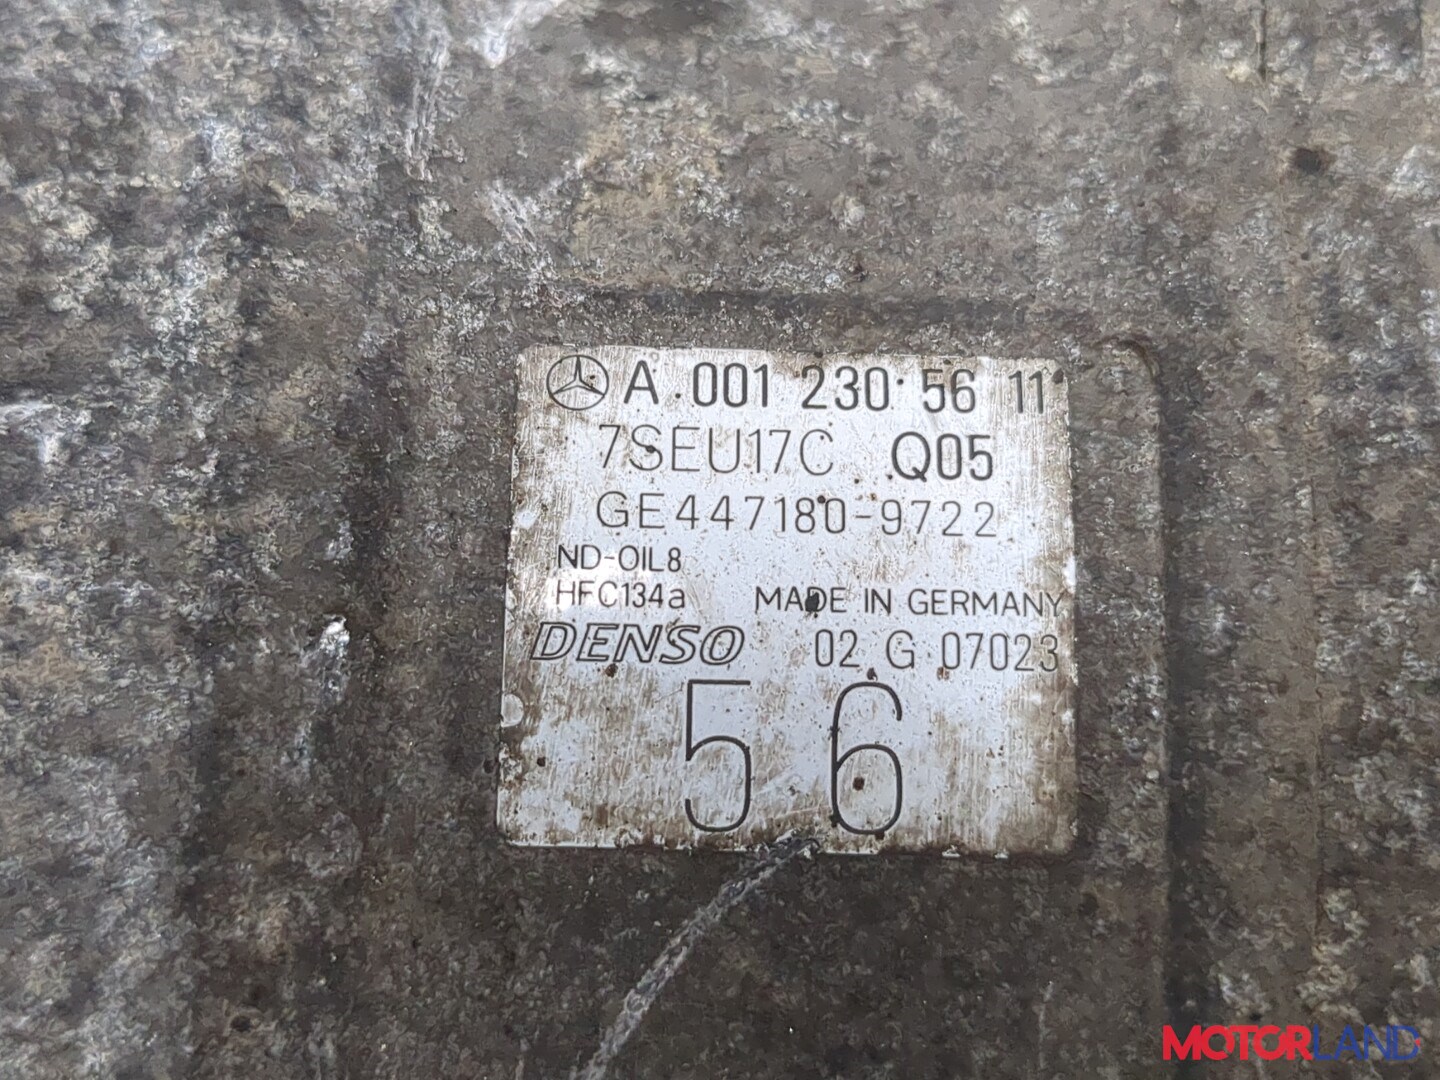 A 001 230 56 11
7SEU17C Q05
GE447180-9722
ND-OIL8
HFC134a MADE IN GERMANY
DENSO 02 G 07023
56
MOTORLAND